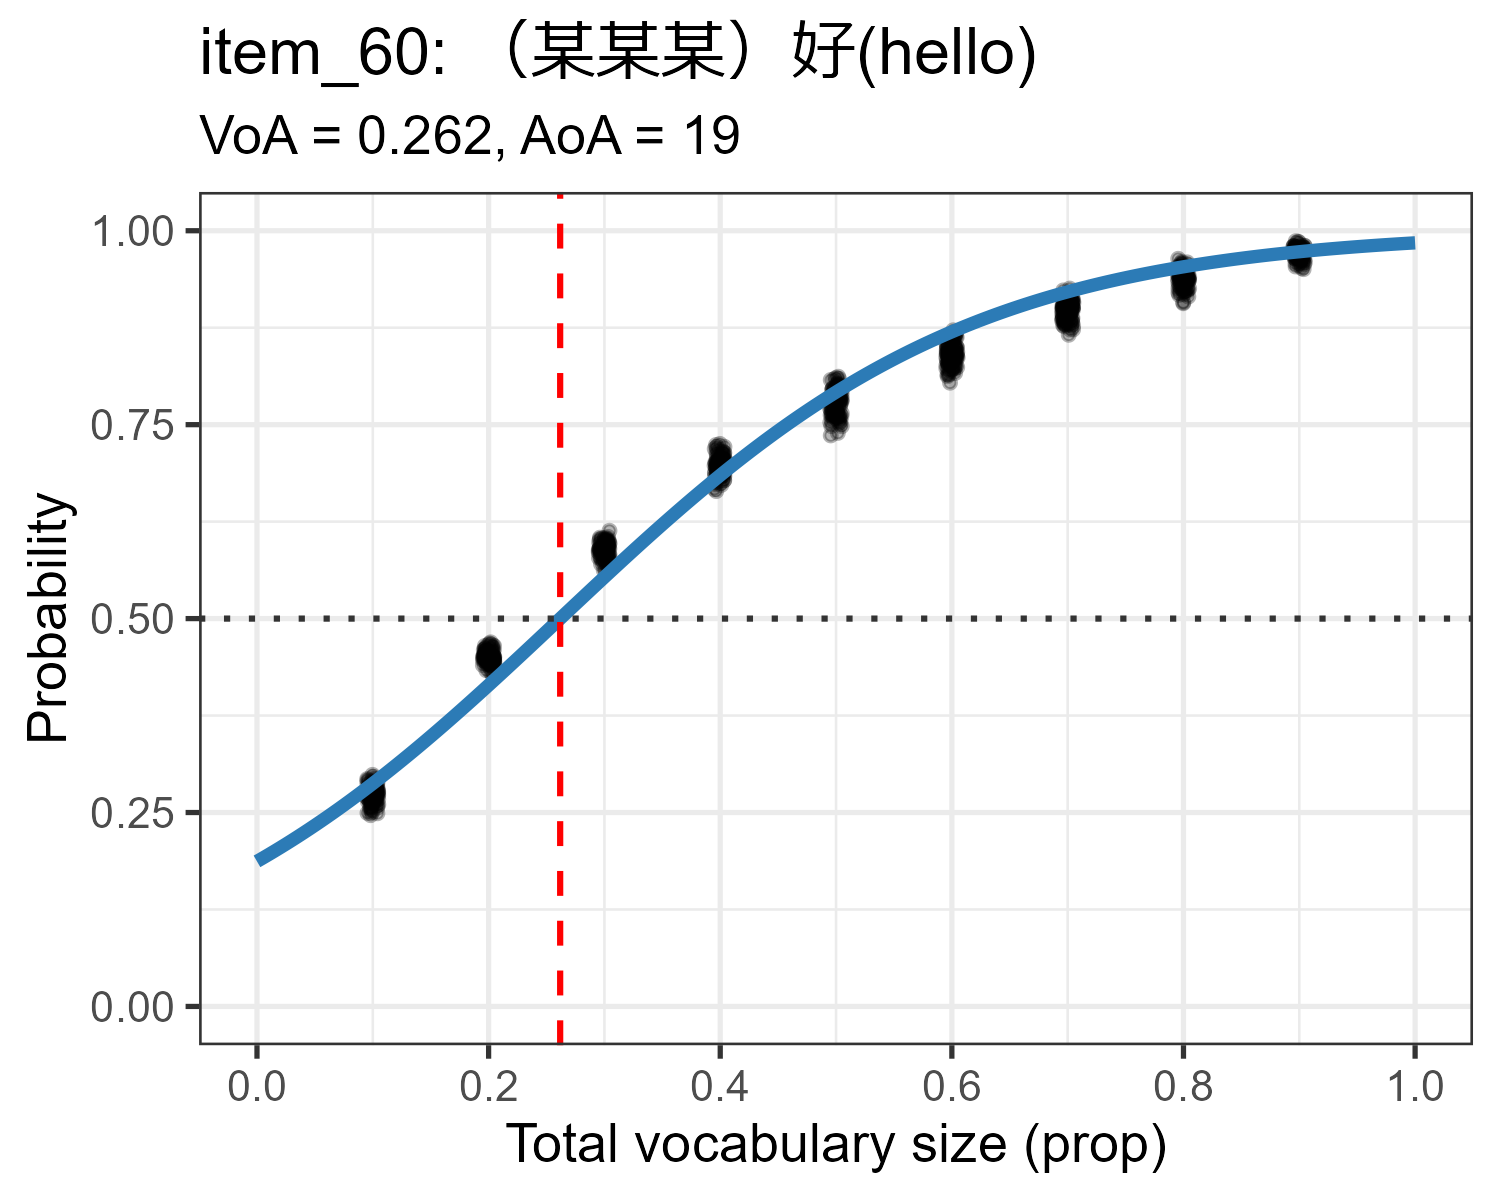 item_60: （某某某）好(hello)
VoA = 0.262, AoA = 19
1.00
0.75
0.50
0.25
0.00
Probability
0.0 0.2 0.4 0.6 0.8 1.0
Total vocabulary size (prop)